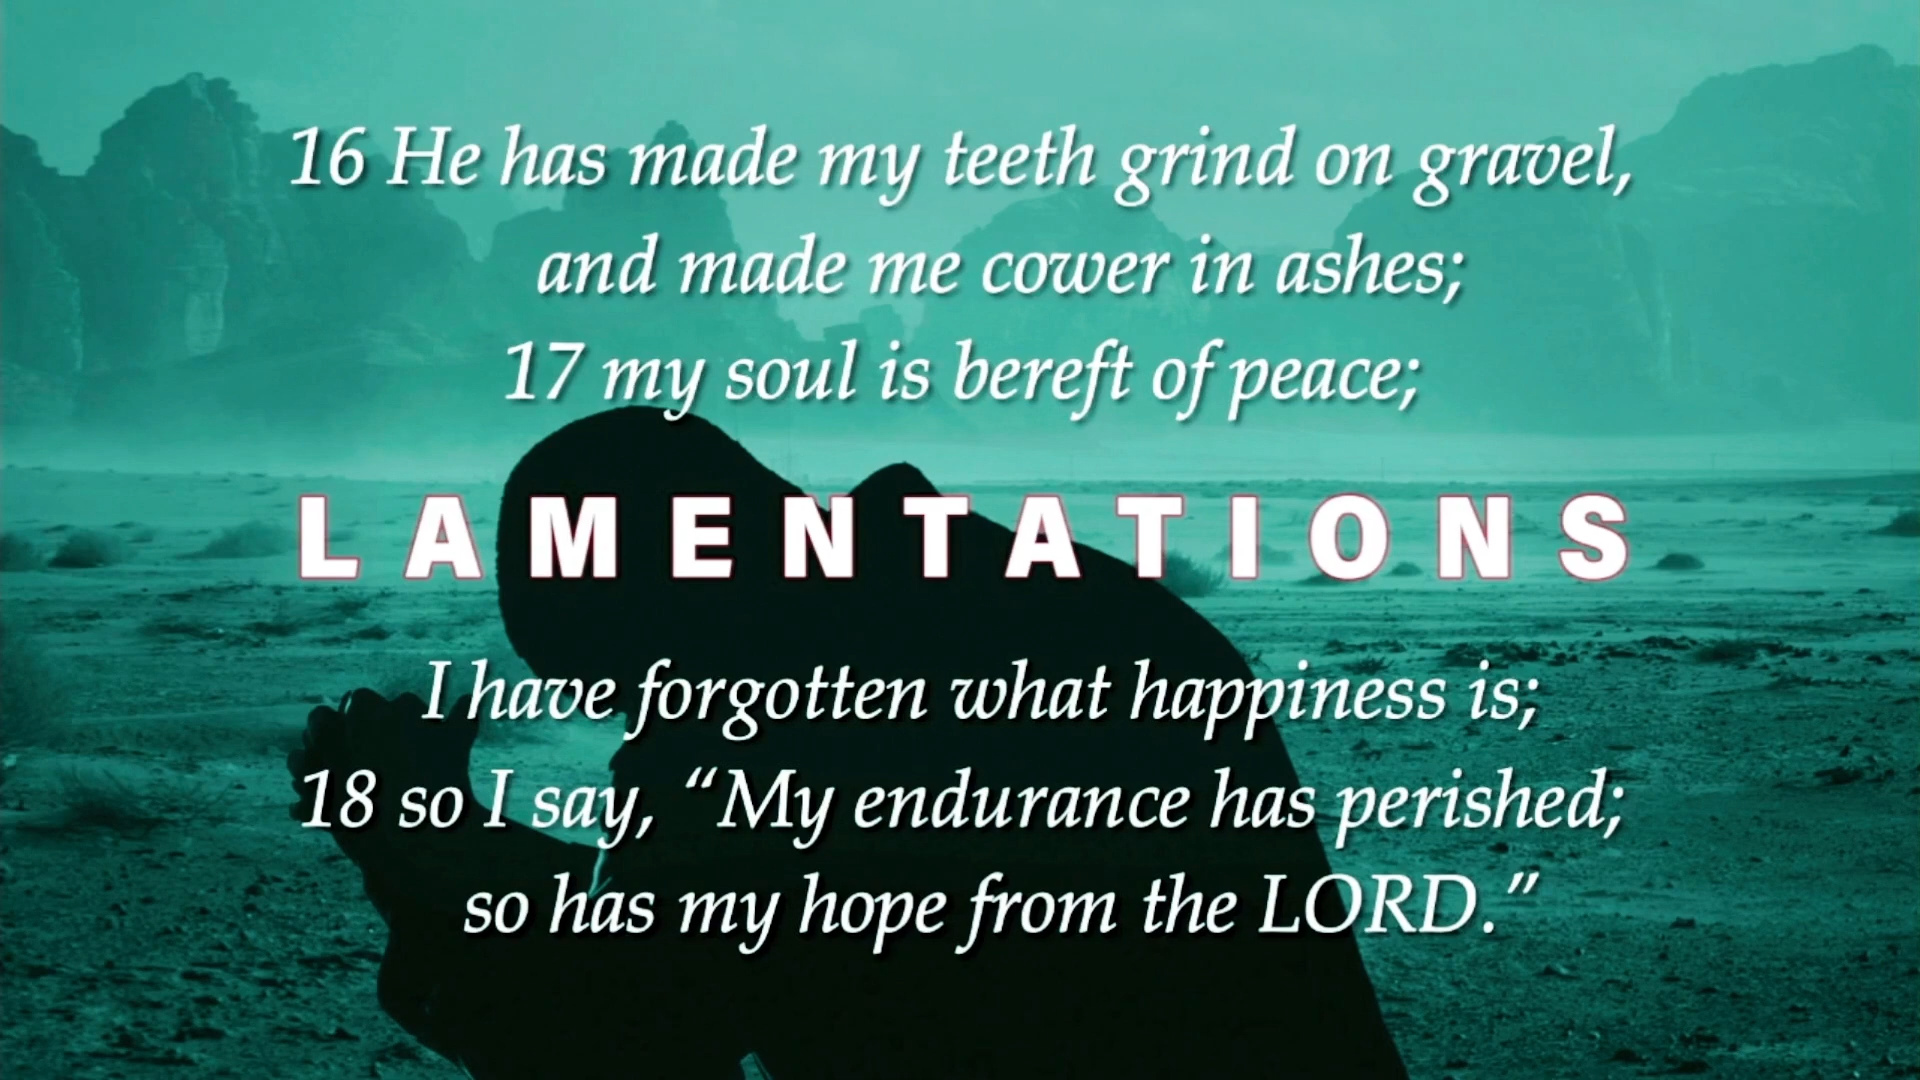 16 He has made my teeth grind on gravel,
and made me cower in ashes;
17 my soul is bereft of peace;
LAMENTATIONS
I have forgotten what happiness is;
18 so I say, “My endurance has perished;
so has my hope from the LORD.”